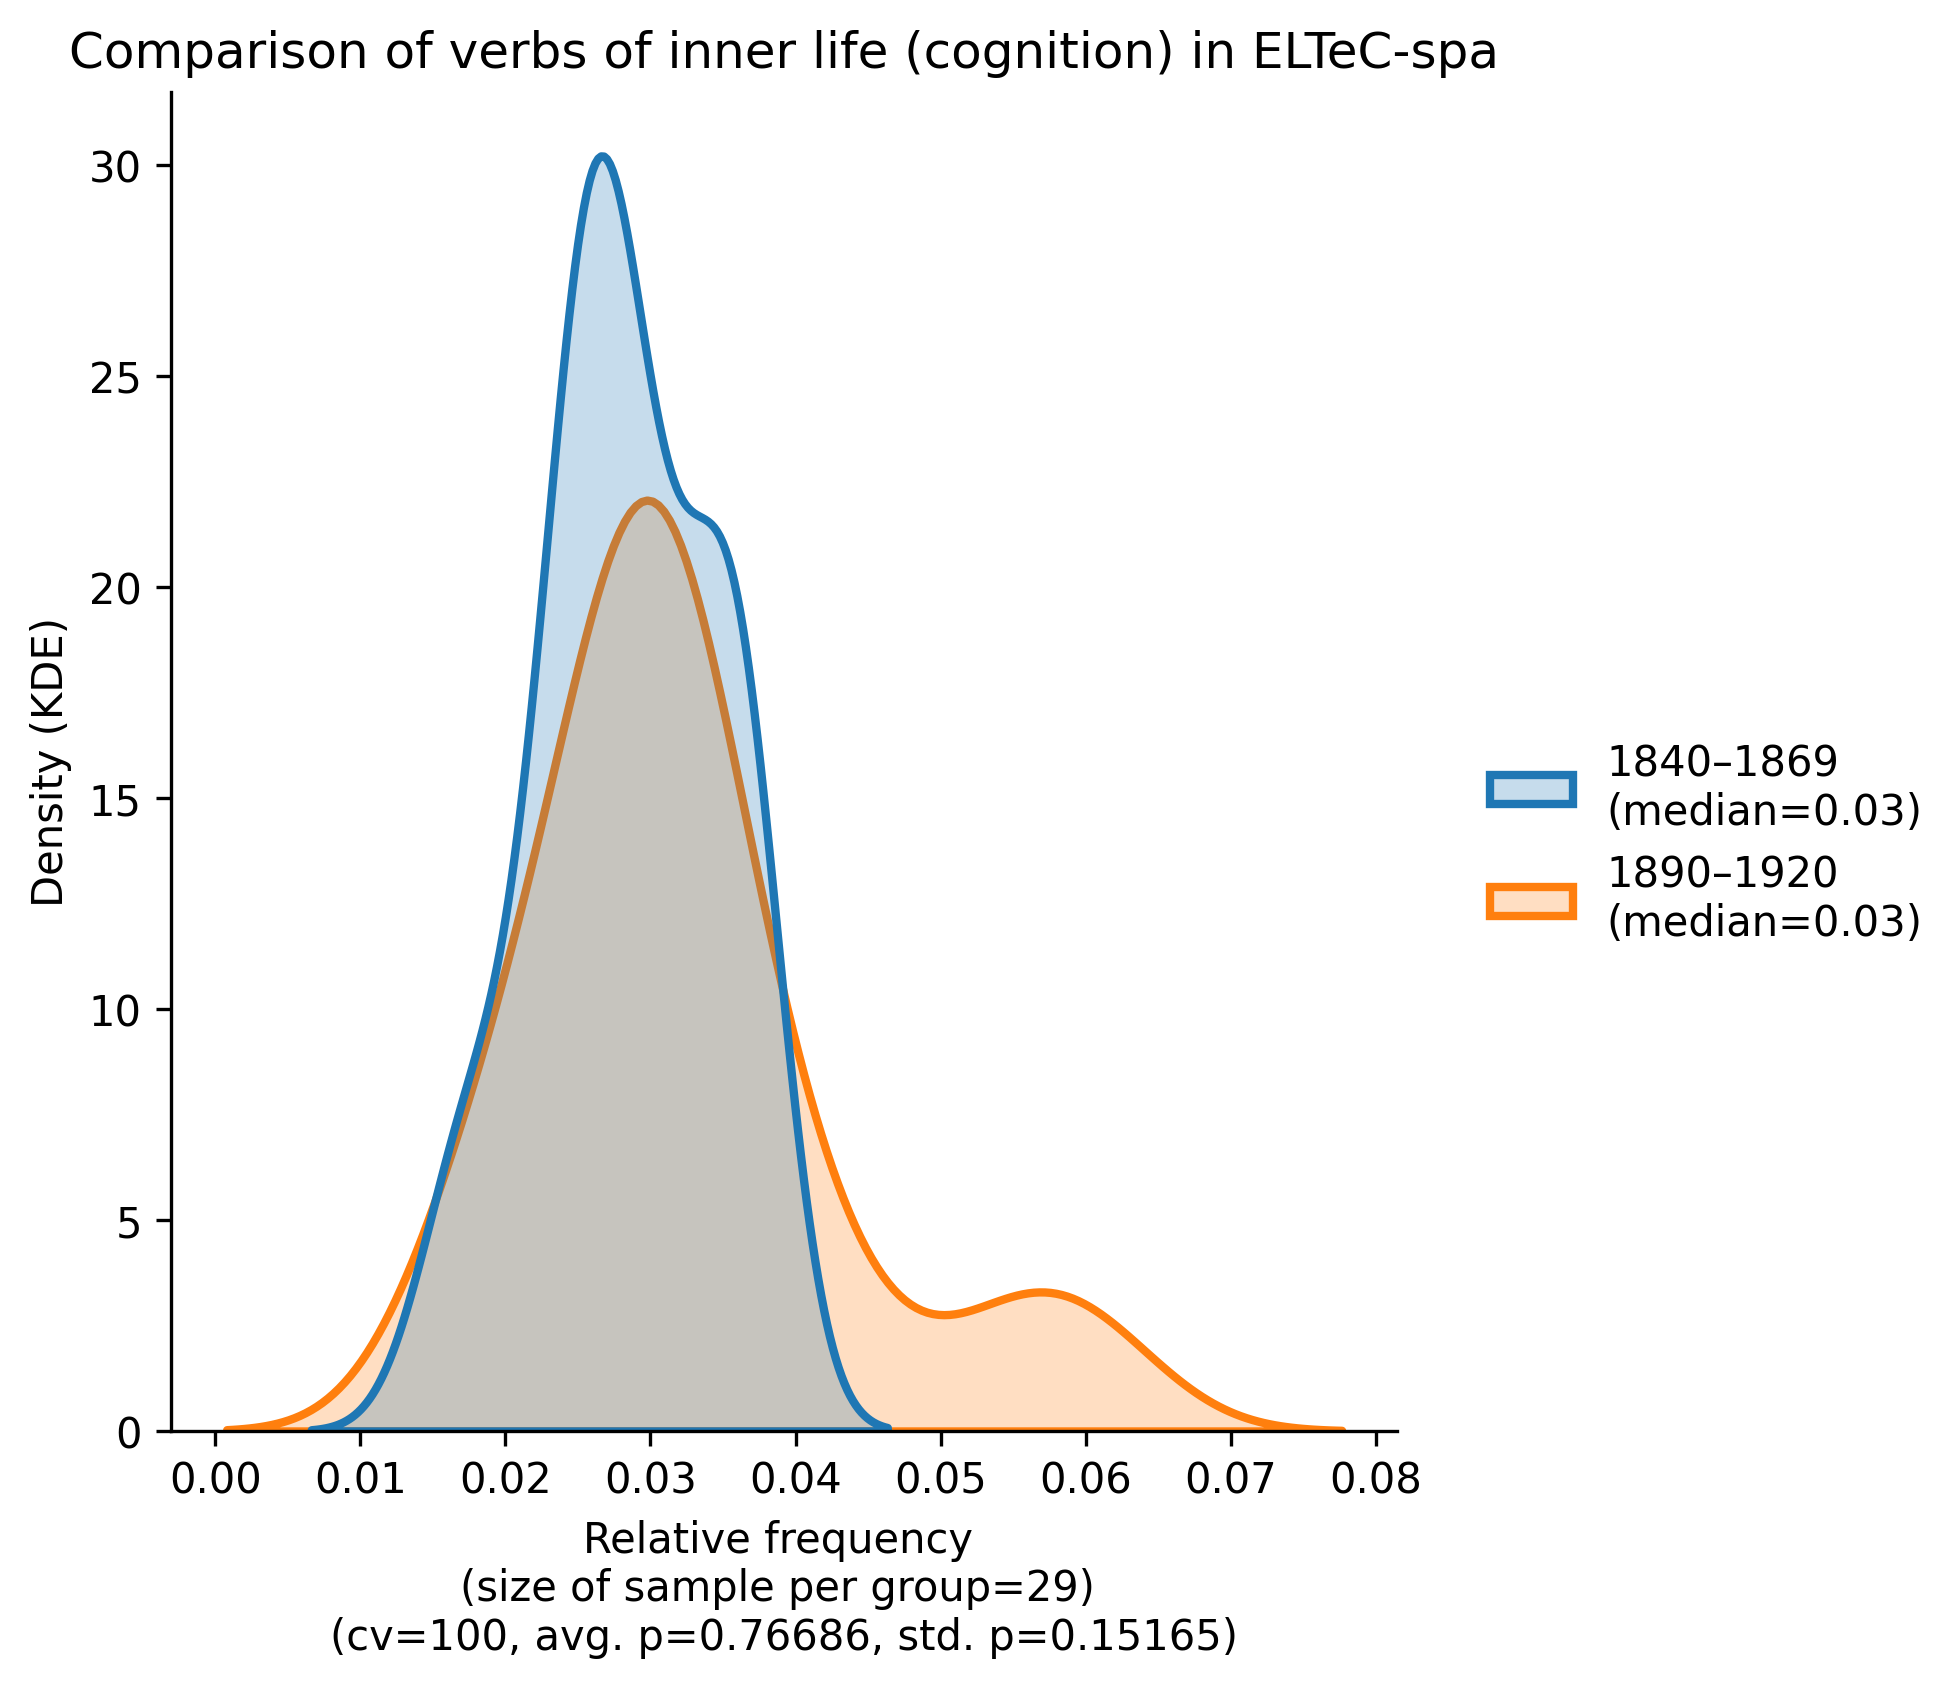 Comparison of verbs of inner life (cognition) in ELTeC-spa
Density (KDE)
30
25
20
15
10
5
0
0.00 0.01 0.02 0.03 0.04 0.05 0.06 0.07 0.08
Relative frequency
(size of sample per group=29)
(cv=100, avg. p=0.76686, std. p=0.15165)
1840–1869
(median=0.03)
1890–1920
(median=0.03)